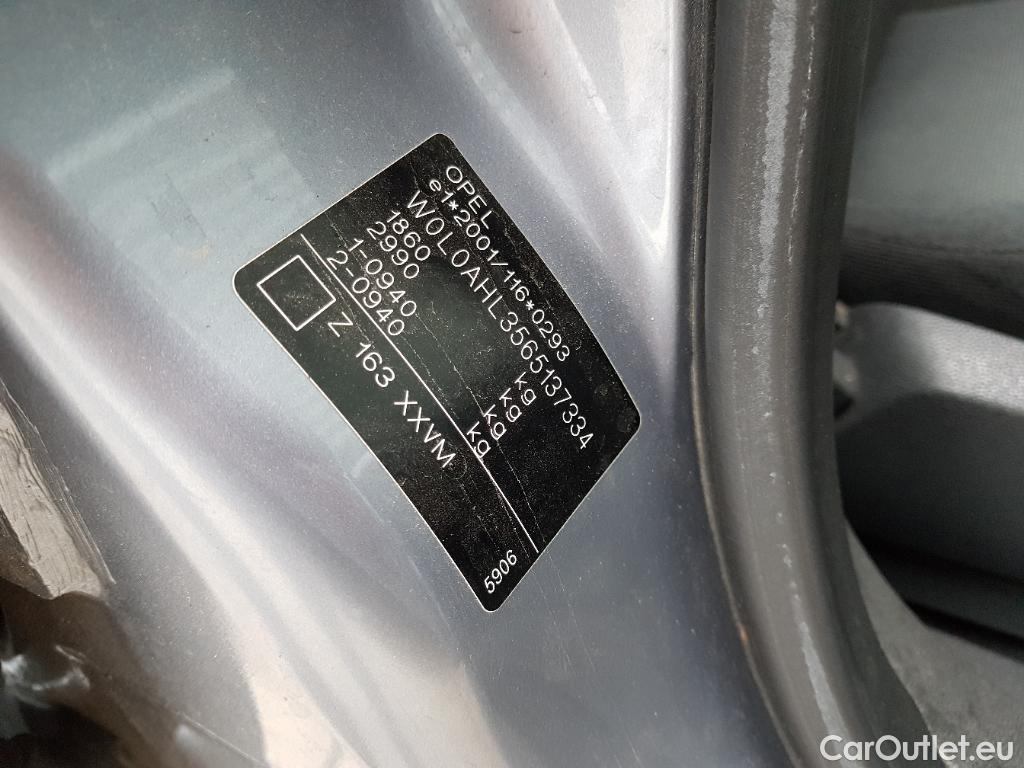 OPEL
e1*2001/116*0293
W0L0AHL3565137334
1860 kg
2990 kg
1-0940 kg
2-0940 kg
Z 163 XXVM
5906
CarOutlet.eu